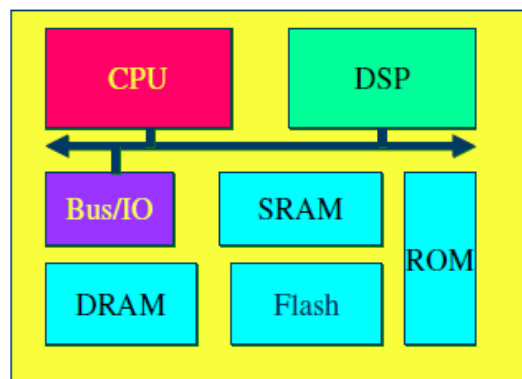 CPU
DSP
Bus/IO
SRAM
ROM
DRAM
Flash